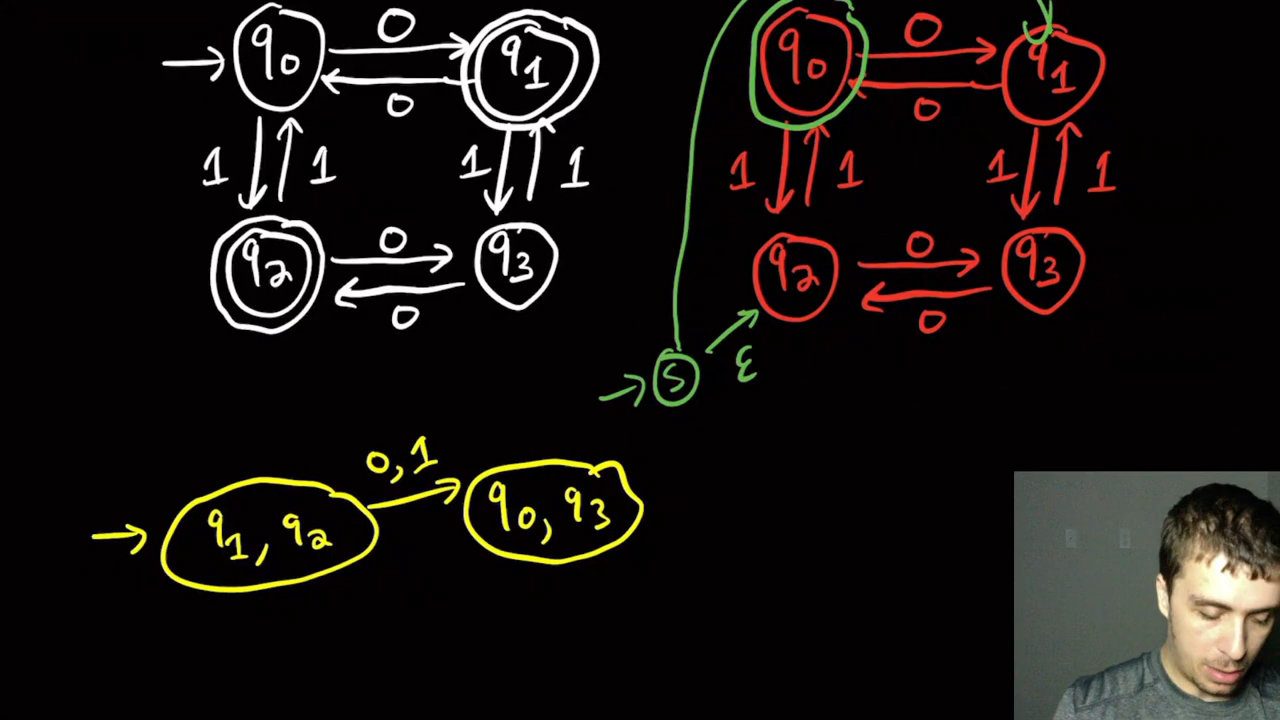 q0 0 q1 q0 0 q1
0 0
1 1 1 1 1 1 1 1
q2 0 q3 q2 0 q3
0 0
S ε
0,1
q1, q2 q0, q3